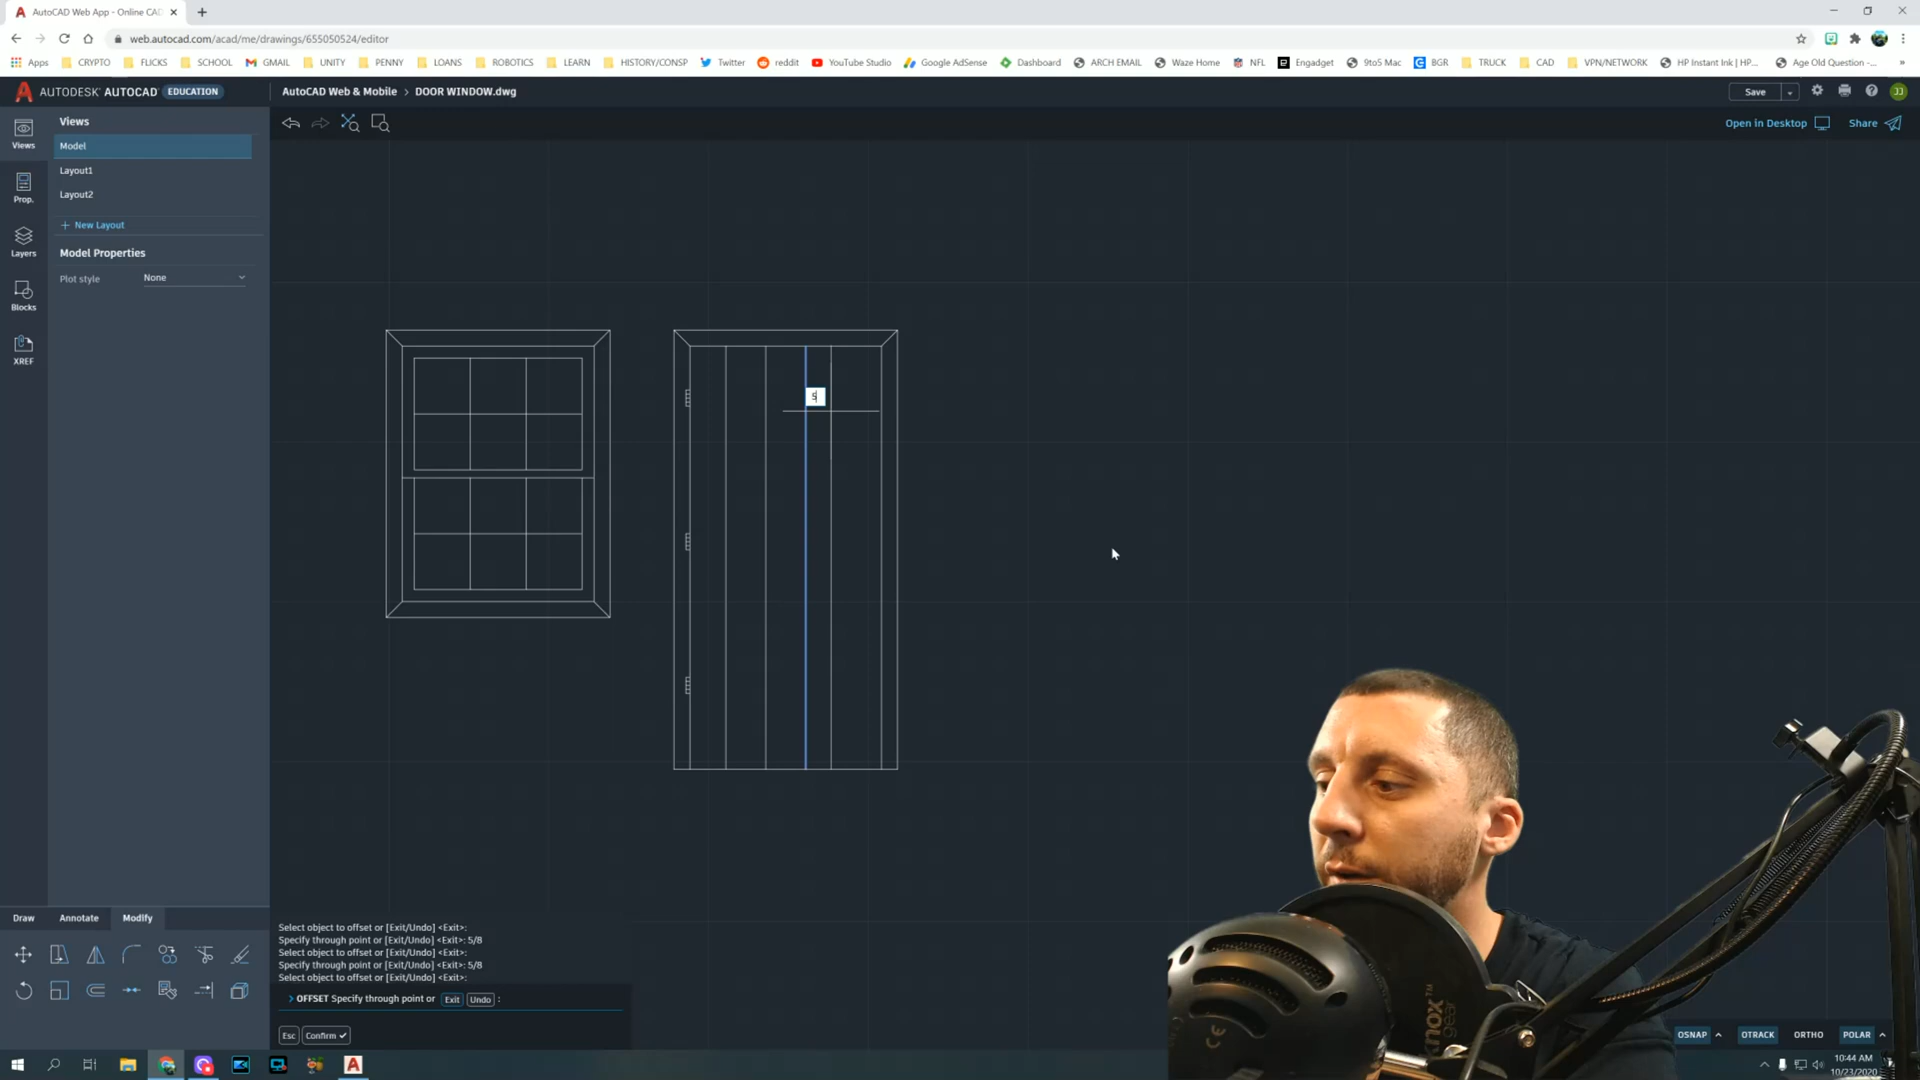 AutoCAD Web App - Online CAD
web.autocad.com/acad/me/drawings/655050524/editor
Apps CRYPTO FLICKS SCHOOL GMAIL UNITY PENNY LOANS ROBOTICS LEARN HISTORY/CONSP Twitter reddit YouTube Studio Google AdSense Dashboard ARCH EMAIL Waze Home NFL Engadget 9to5 Mac BGR TRUCK CAD VPN/NETWORK HP Instant Ink | HP... Age Old Question -... »
AUTODESK® AUTOCAD EDUCATION AutoCAD Web & Mobile > DOOR WINDOW.dwg Save JJ
Views
Open in Desktop Share
Views
Model
Layout1
Layout2
Prop.
+ New Layout
Layers
Model Properties
Plot style None
Blocks
XREF
5
Draw Annotate Modify
Select object to offset or [Exit/Undo] <Exit>:
Specify through point or [Exit/Undo] <Exit>: 5/8
Select object to offset or [Exit/Undo] <Exit>:
Specify through point or [Exit/Undo] <Exit>: 5/8
Select object to offset or [Exit/Undo] <Exit>:
> OFFSET Specify through point or Exit Undo :
Esc Confirm
OSNAP OTRACK ORTHO POLAR
10:44 AM
10/23/2020
CE